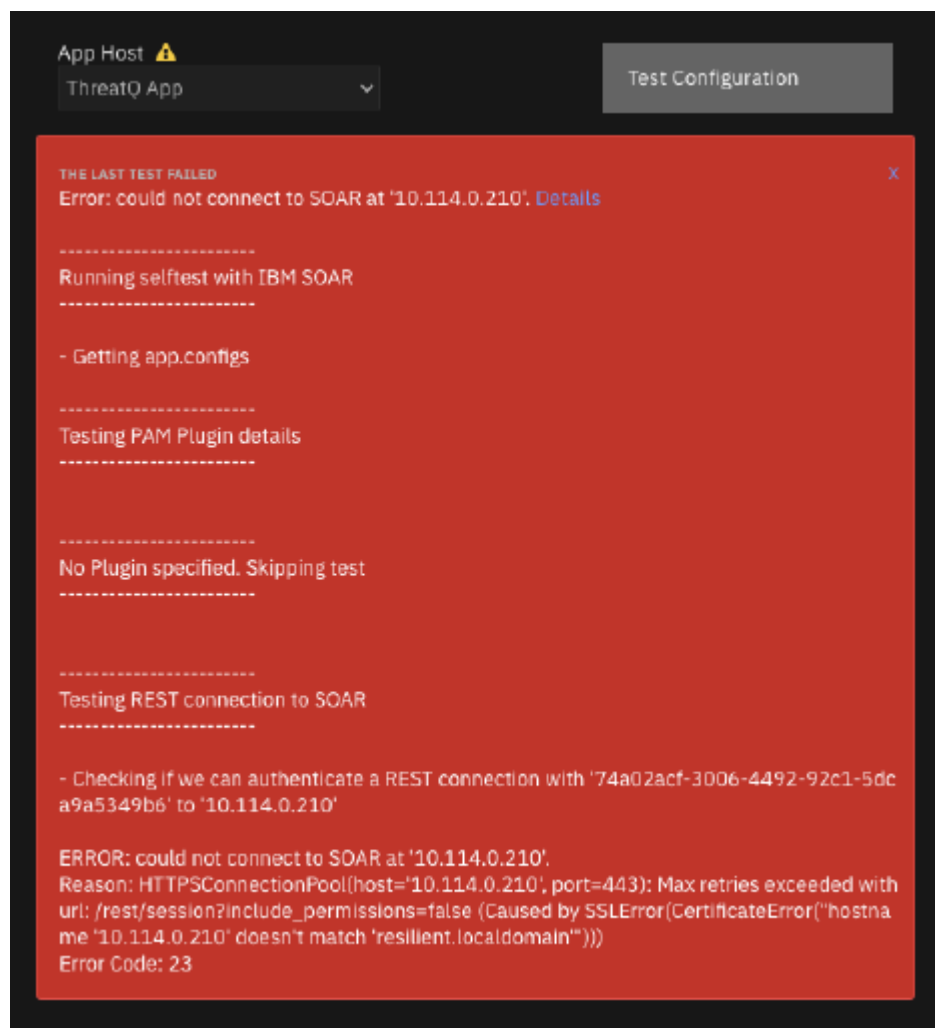 App Host
ThreatQ App
Test Configuration
THE LAST TEST FAILED
X
Error: could not connect to SOAR at '10.114.0.210'. Details
------------------------
Running selftest with IBM SOAR
------------------------
- Getting app.configs
------------------------
Testing PAM Plugin details
------------------------
------------------------
No Plugin specified. Skipping test
------------------------
------------------------
Testing REST connection to SOAR
------------------------
- Checking if we can authenticate a REST connection with '74a02acf-3006-4492-92c1-5dc
a9a5349b6' to '10.114.0.210'
ERROR: could not connect to SOAR at '10.114.0.210'.
Reason: HTTPSConnectionPool(host='10.114.0.210', port=443): Max retries exceeded with
url: /rest/session?include_permissions=false (Caused by SSLError(CertificateError("hostna
me '10.114.0.210' doesn't match 'resilient.localdomain'")))
Error Code: 23